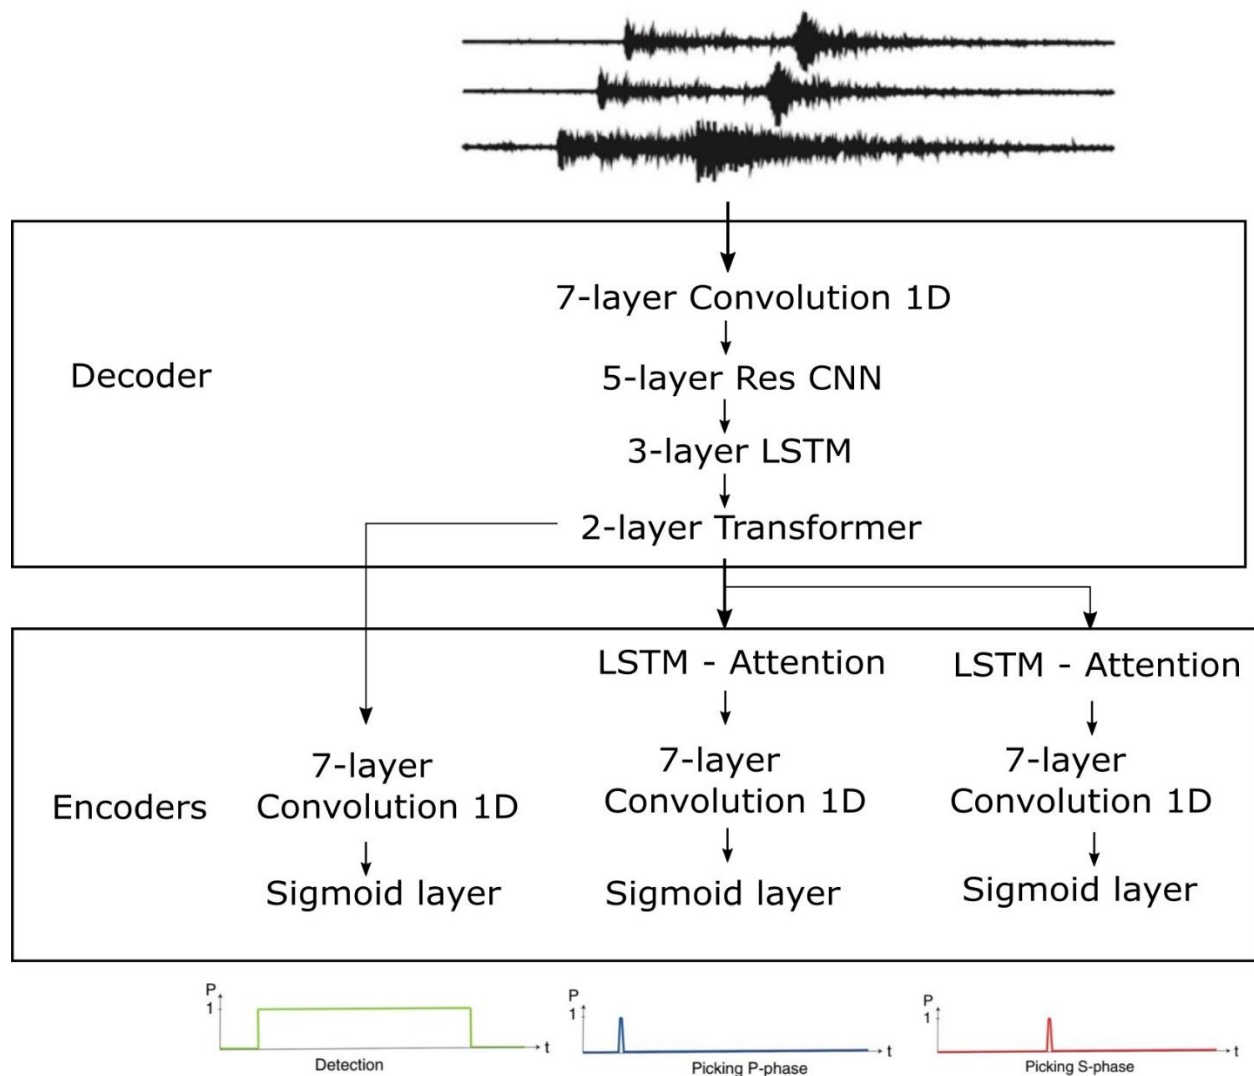 7-layer Convolution 1D
Decoder
5-layer Res CNN
3-layer LSTM
2-layer Transformer
LSTM - Attention
LSTM - Attention
7-layer
Convolution 1D
7-layer
Convolution 1D
7-layer
Convolution 1D
Encoders
Sigmoid layer
Sigmoid layer
Sigmoid layer
P
1
t
Detection
P
1
t
Picking P-phase
P
1
t
Picking S-phase